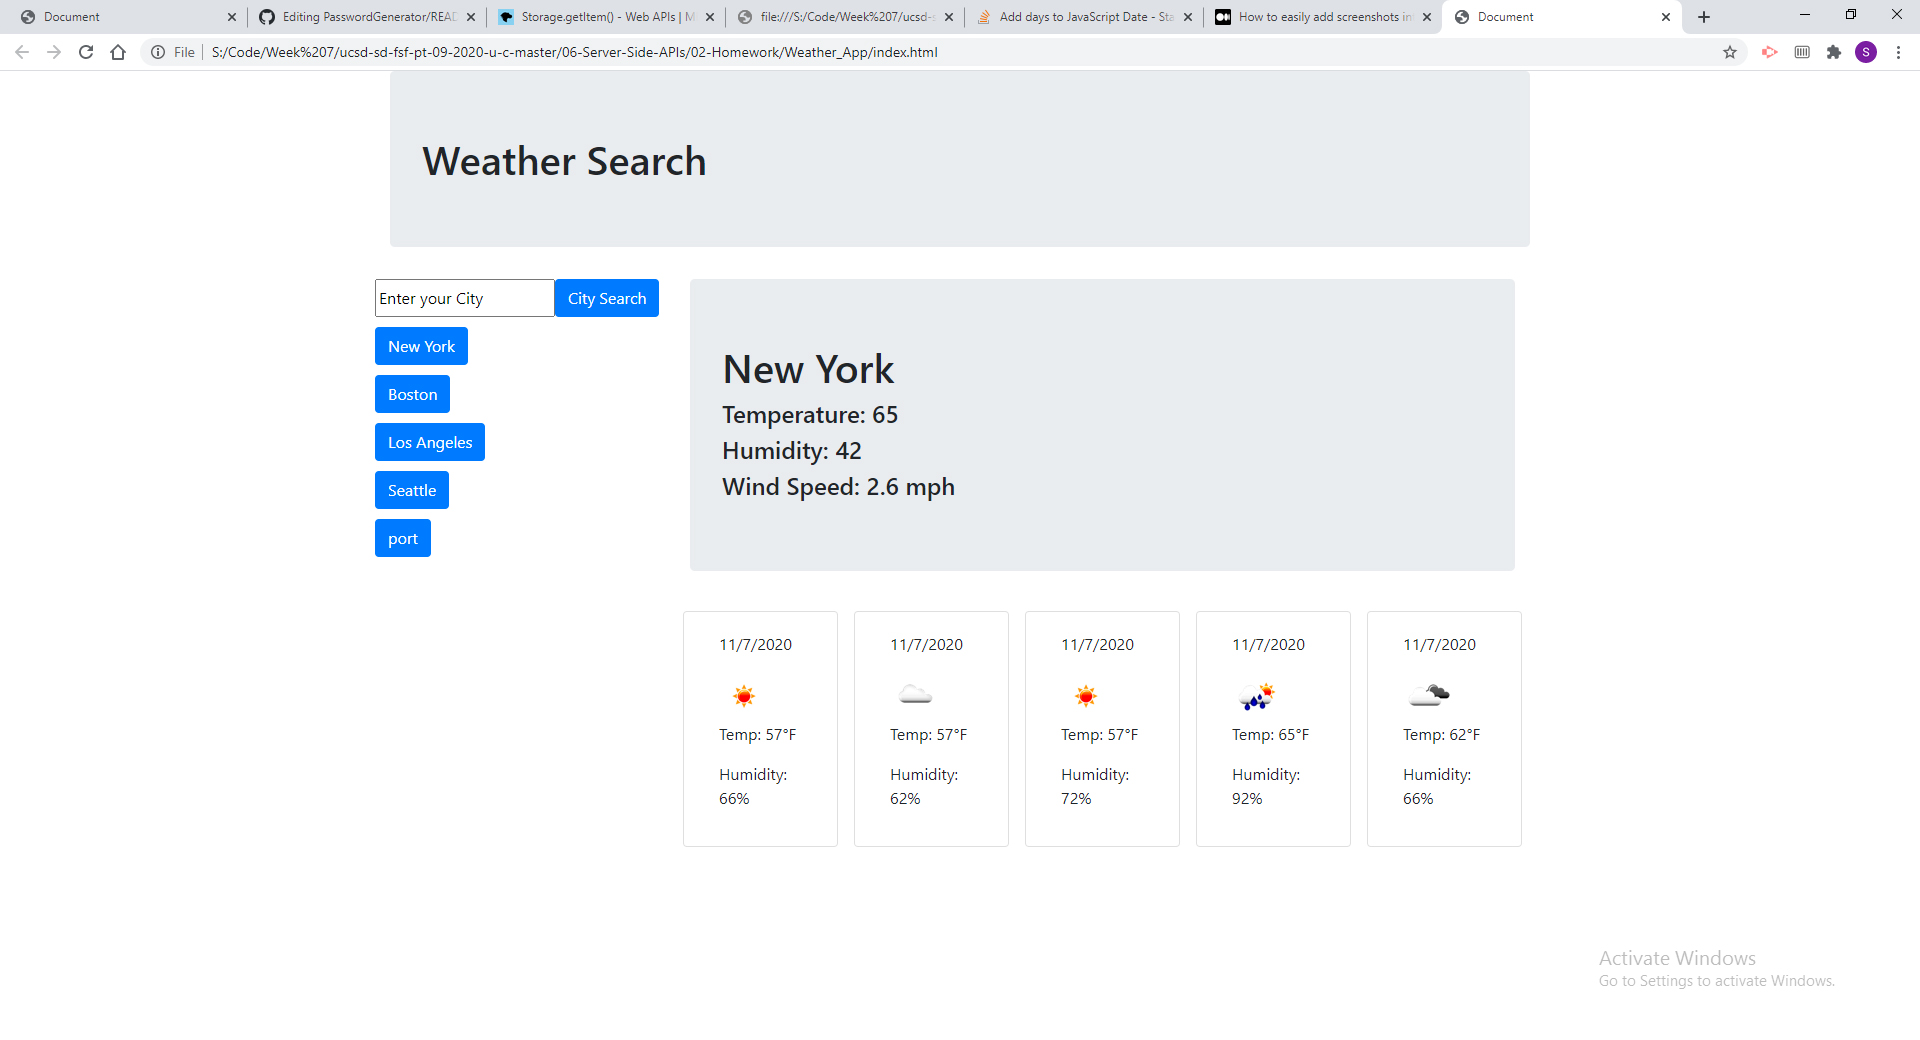 Document
Editing PasswordGenerator/READ
Storage.getItem() - Web APIs | M
file:///S:/Code/Week%207/ucsd-s
Add days to JavaScript Date - Sta
How to easily add screenshots in
Document
File
S:/Code/Week%207/ucsd-sd-fsf-pt-09-2020-u-c-master/06-Server-Side-APIs/02-Homework/Weather_App/index.html
S
Weather Search
Enter your City
City Search
New York
Boston
Los Angeles
Seattle
port
New York
Temperature: 65
Humidity: 42
Wind Speed: 2.6 mph
11/7/2020
Temp: 57°F
Humidity:
66%
11/7/2020
Temp: 57°F
Humidity:
62%
11/7/2020
Temp: 57°F
Humidity:
72%
11/7/2020
Temp: 65°F
Humidity:
92%
11/7/2020
Temp: 62°F
Humidity:
66%
Activate Windows
Go to Settings to activate Windows.